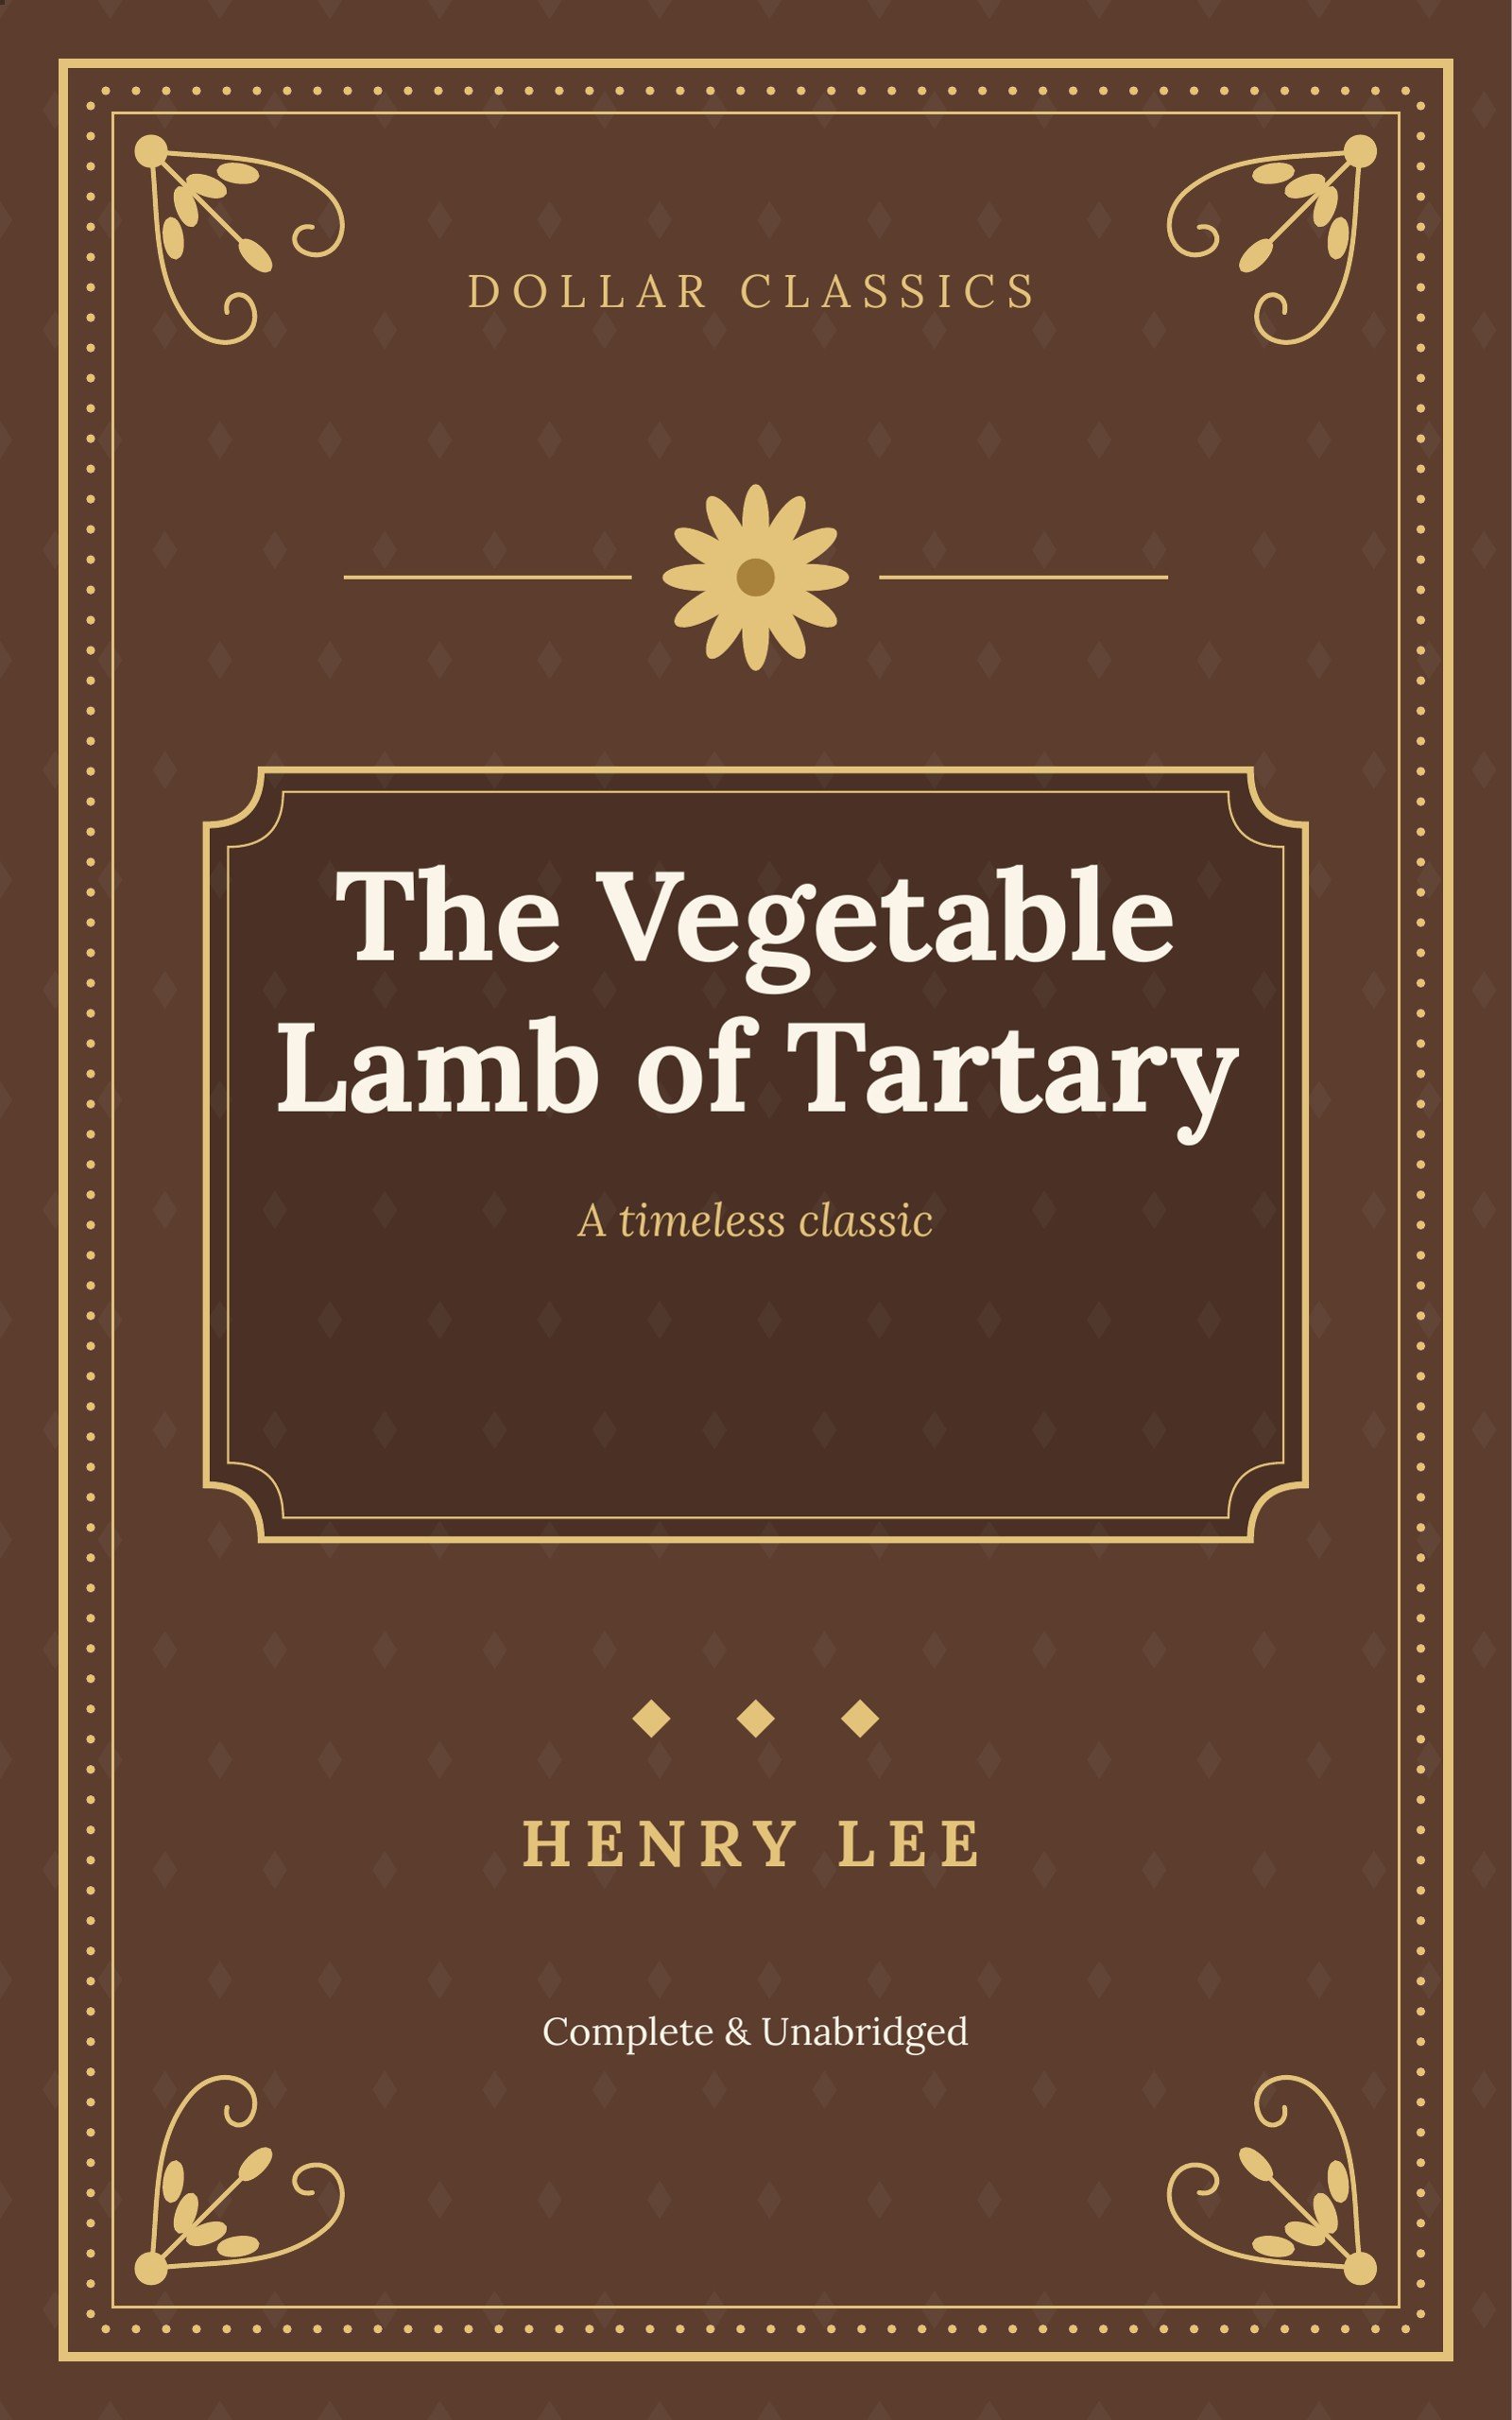 DOLLAR CLASSICS
The Vegetable
Lamb of Tartary
A timeless classic
HENRY LEE
Complete & Unabridged